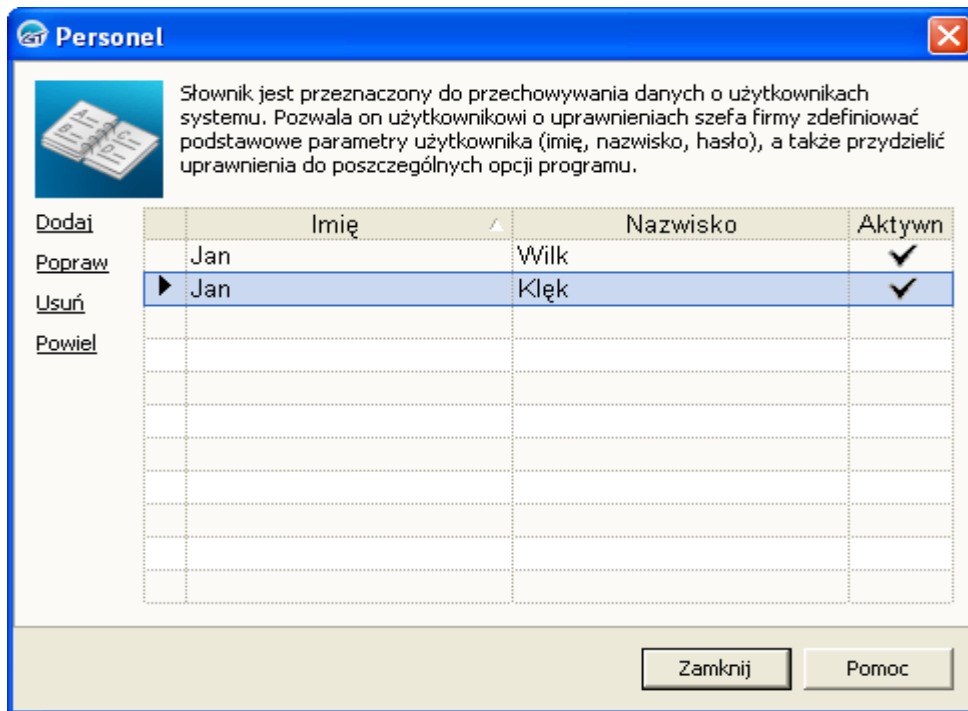 Personel
Słownik jest przeznaczony do przechowywania danych o użytkownikach
systemu. Pozwala on użytkownikowi o uprawnieniach szefa firmy zdefiniować
podstawowe parametry użytkownika (imię, nazwisko, hasło), a także przydzielić
uprawnienia do poszczególnych opcji programu.
Dodaj
Popraw
Usuń
Powiel
Imię Nazwisko Aktywn
Jan Wilk
Jan Klęk
Zamknij Pomoc